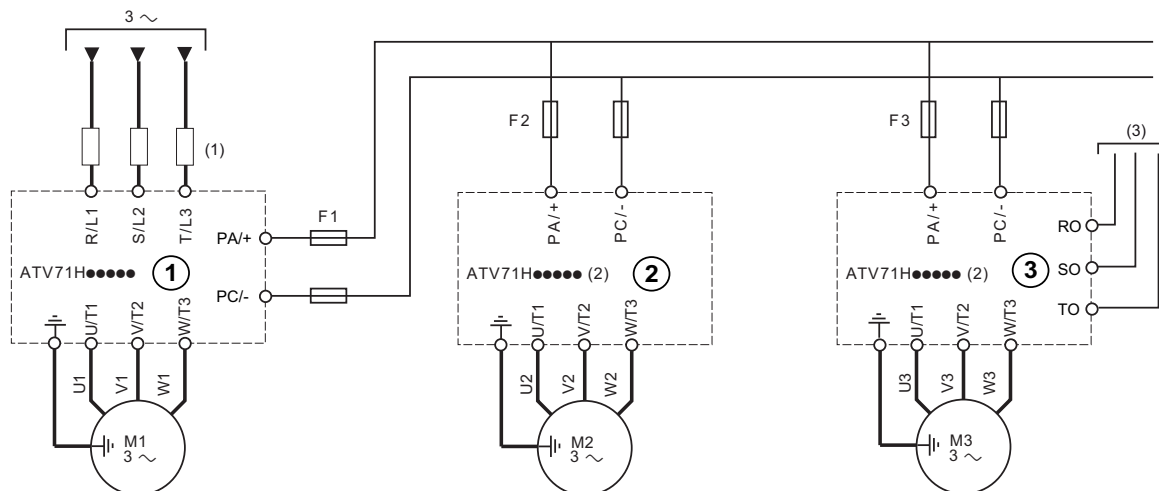 3 ∼
(1)
R/L1
S/L2
T/L3
F1
PA/+
PC/-
ATV71H●●●●●
1
U/T1
V/T2
W/T3
U1
V1
W1
M1
3 ∼
F2
PA/+
PC/-
ATV71H●●●●● (2)
2
U/T1
V/T2
W/T3
U2
V2
W2
M2
3 ∼
F3
(3)
PA/+
PC/-
RO
SO
TO
ATV71H●●●●● (2)
3
U/T1
V/T2
W/T3
U3
V3
W3
M3
3 ∼